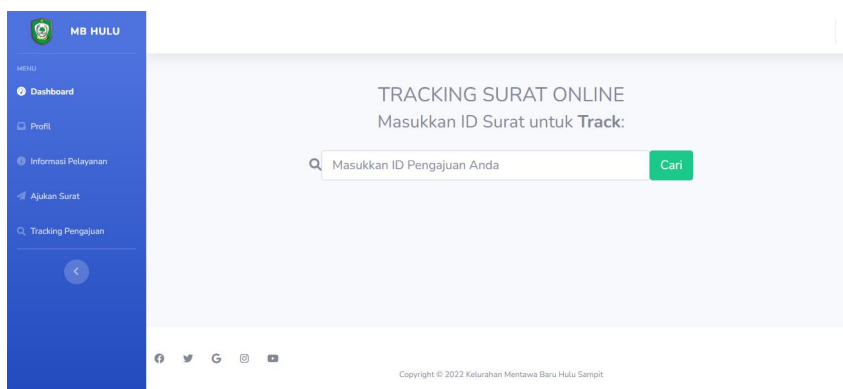 MB HULU
MENU
Dashboard
Profil
Informasi Pelayanan
Ajukan Surat
Tracking Pengajuan
TRACKING SURAT ONLINE
Masukkan ID Surat untuk Track:
Masukkan ID Pengajuan Anda
Cari
Copyright © 2022 Kelurahan Mentawa Baru Hulu Sampit